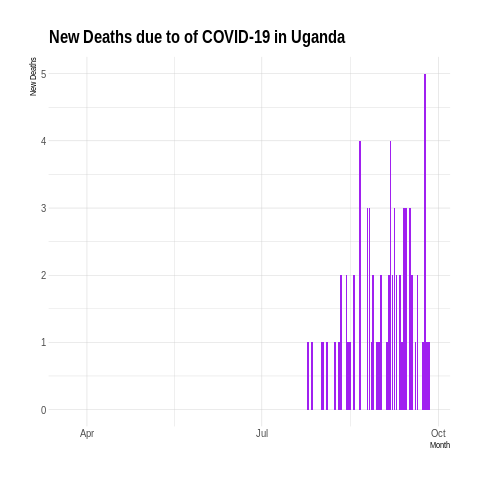 New Deaths due to of COVID-19 in Uganda
New Deaths
5
4
3
2
1
0
Apr
Jul
Oct
Month